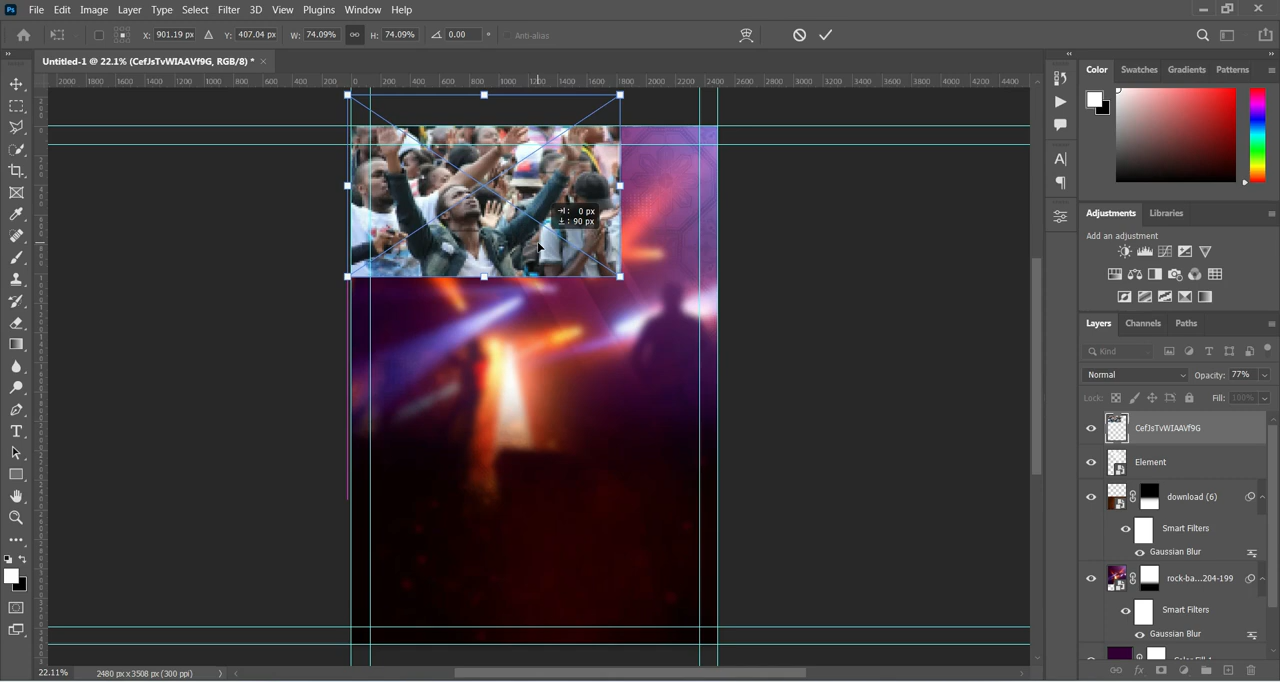 Ps File Edit Image Layer Type Select Filter 3D View Plugins Window Help
X: 901.19 px Y: 407.04 px W: 74.09% H: 74.09% 0.00 ° Anti-alias
Untitled-1 @ 22.1% (CefJsTvWIAAVf9G, RGB/8) * ×
2000 1800 1600 1400 1200 1000 800 600 400 200 0 200 400 600 800 1000 1200 1400 1600 1800 2000 2200 2400 2600 2800 3000 3200 3400 3600 3800 4000 4200 4400
Color Swatches Gradients Patterns
0 px
90 px
Adjustments Libraries
Add an adjustment
Layers Channels Paths
Kind
Normal Opacity: 77%
Lock: Fill: 100%
CefJsTvWIAAVf9G
Element
download (6)
Smart Filters
Gaussian Blur
rock-ba...204-199
Smart Filters
Gaussian Blur
22.11% 2480 px x 3508 px (300 ppi)